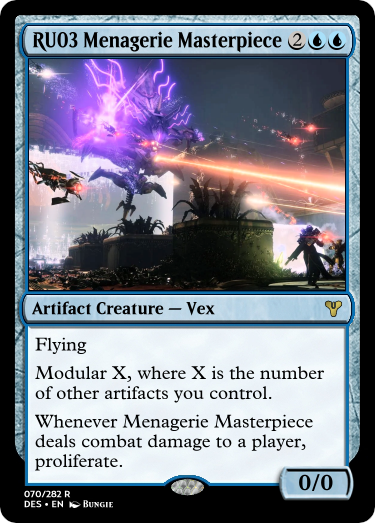 RU03 Menagerie Masterpiece 2
Artifact Creature — Vex
Flying
Modular X, where X is the number
of other artifacts you control.
Whenever Menagerie Masterpiece
deals combat damage to a player,
proliferate.
0/0
070/282 R
DES • EN Bungie